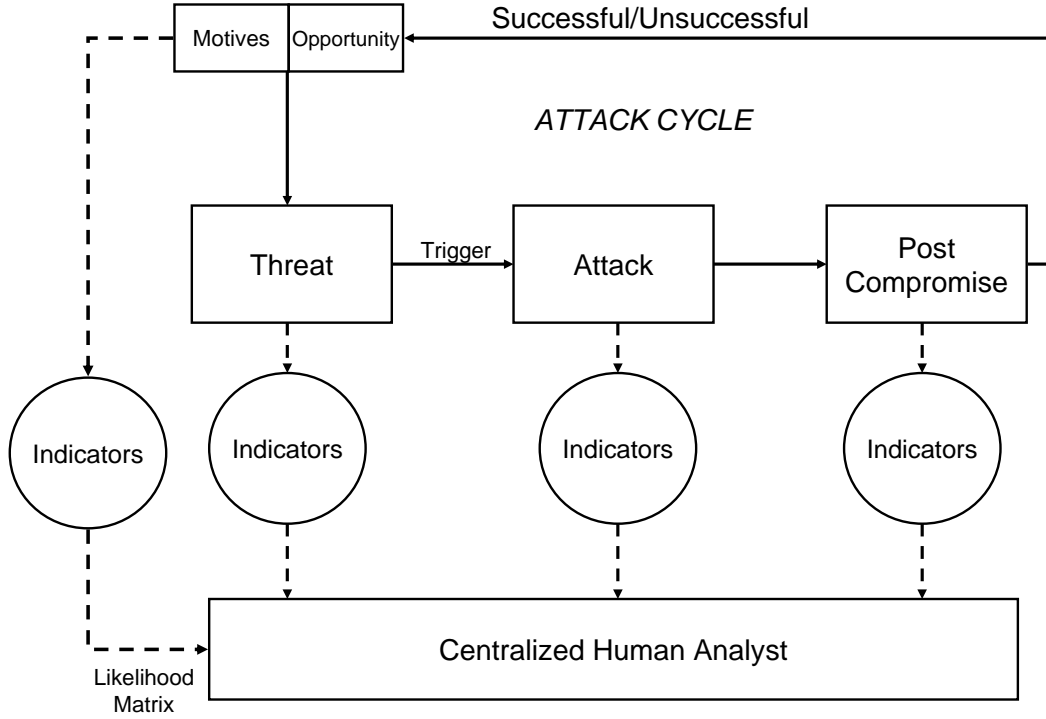 Successful/Unsuccessful
Motives
Opportunity
ATTACK CYCLE
Threat
Trigger
Attack
Post
Compromise
Indicators
Indicators
Indicators
Indicators
Centralized Human Analyst
Likelihood
Matrix